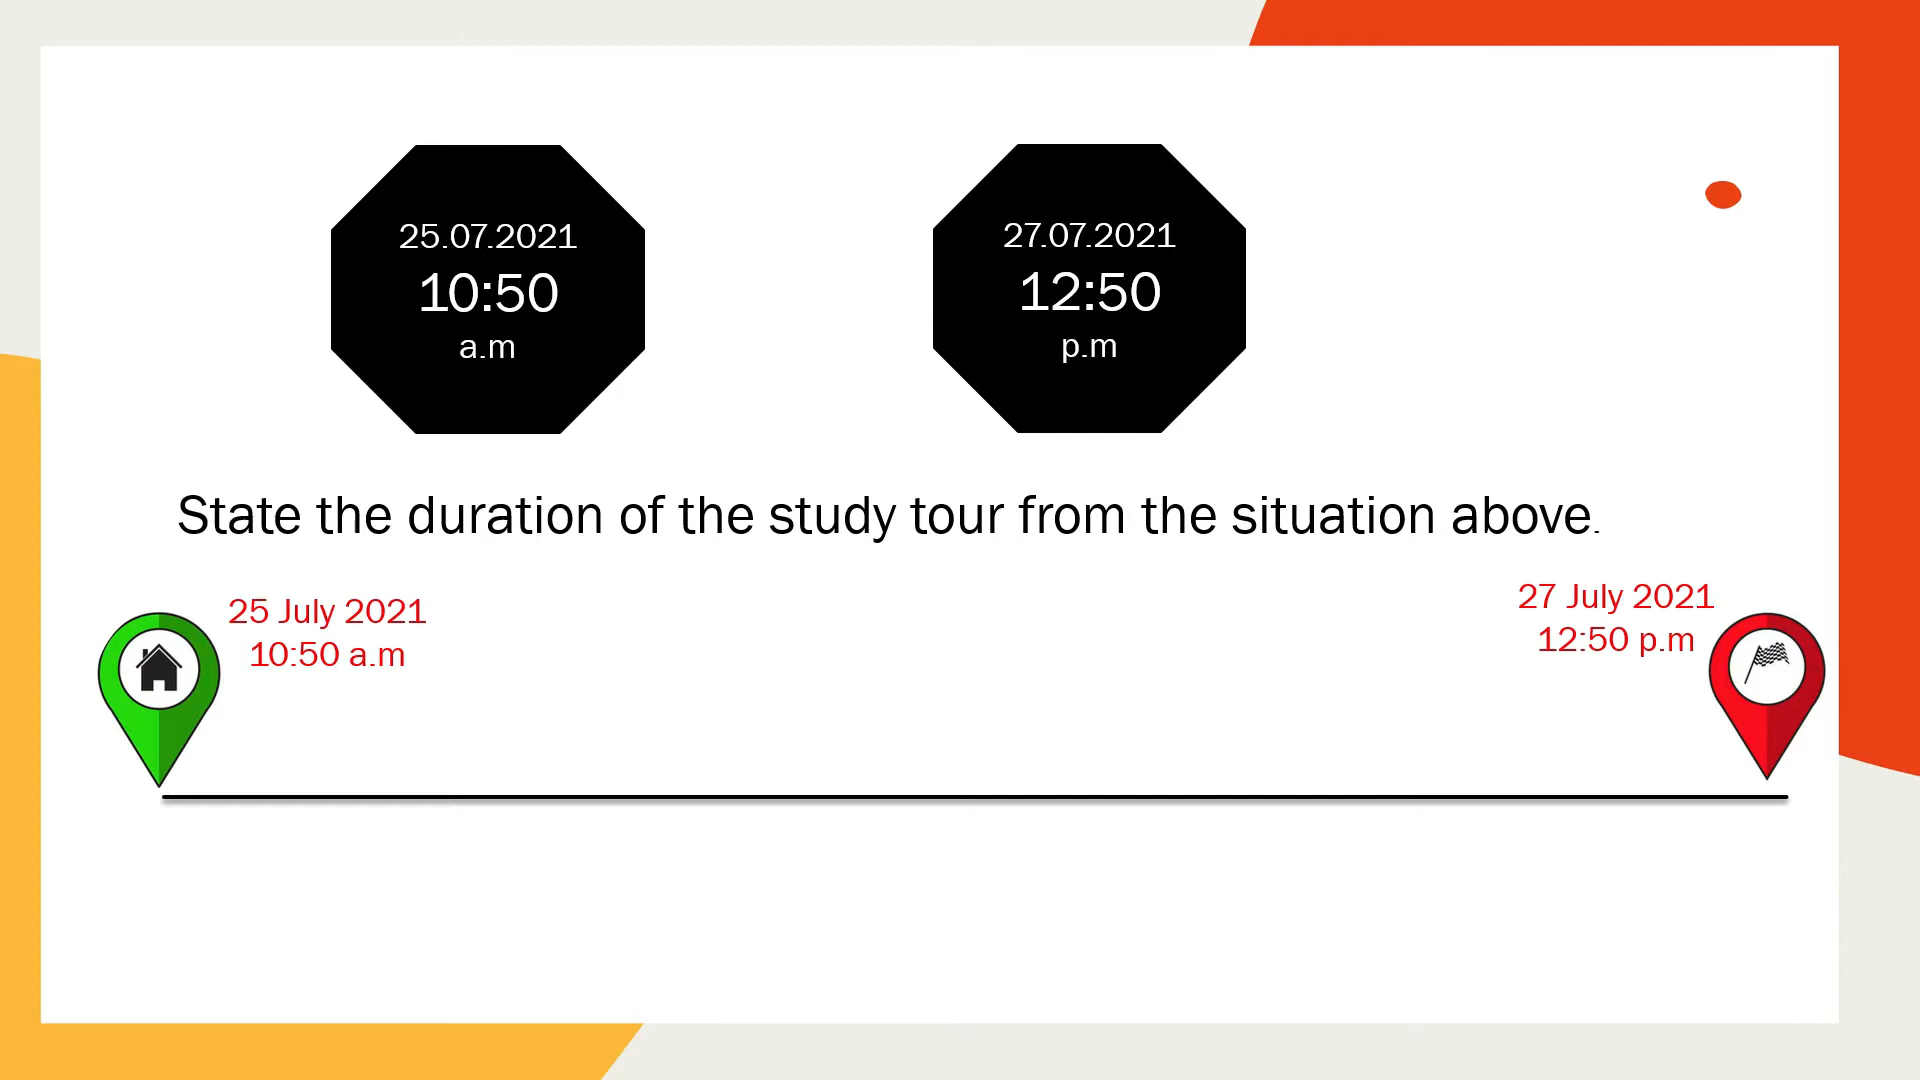 25.07.2021
10:50
a.m
27.07.2021
12:50
p.m
State the duration of the study tour from the situation above.
25 July 2021
10:50 a.m
27 July 2021
12:50 p.m